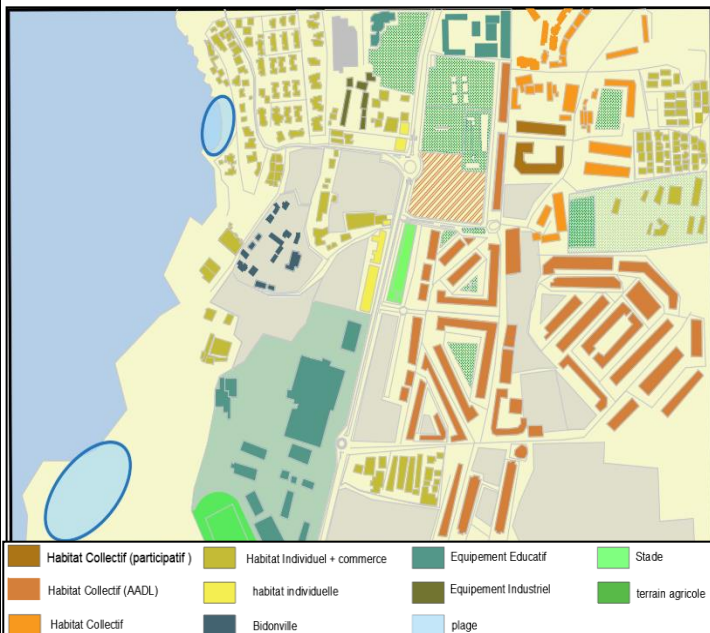 Habitat Collectif (participatif )
Habitat Individuel + commerce
Equipement Educatif
Stade
Habitat Collectif (AADL)
habitat individuelle
Equipement Industriel
terrain agricole
Habitat Collectif
Bidonville
plage